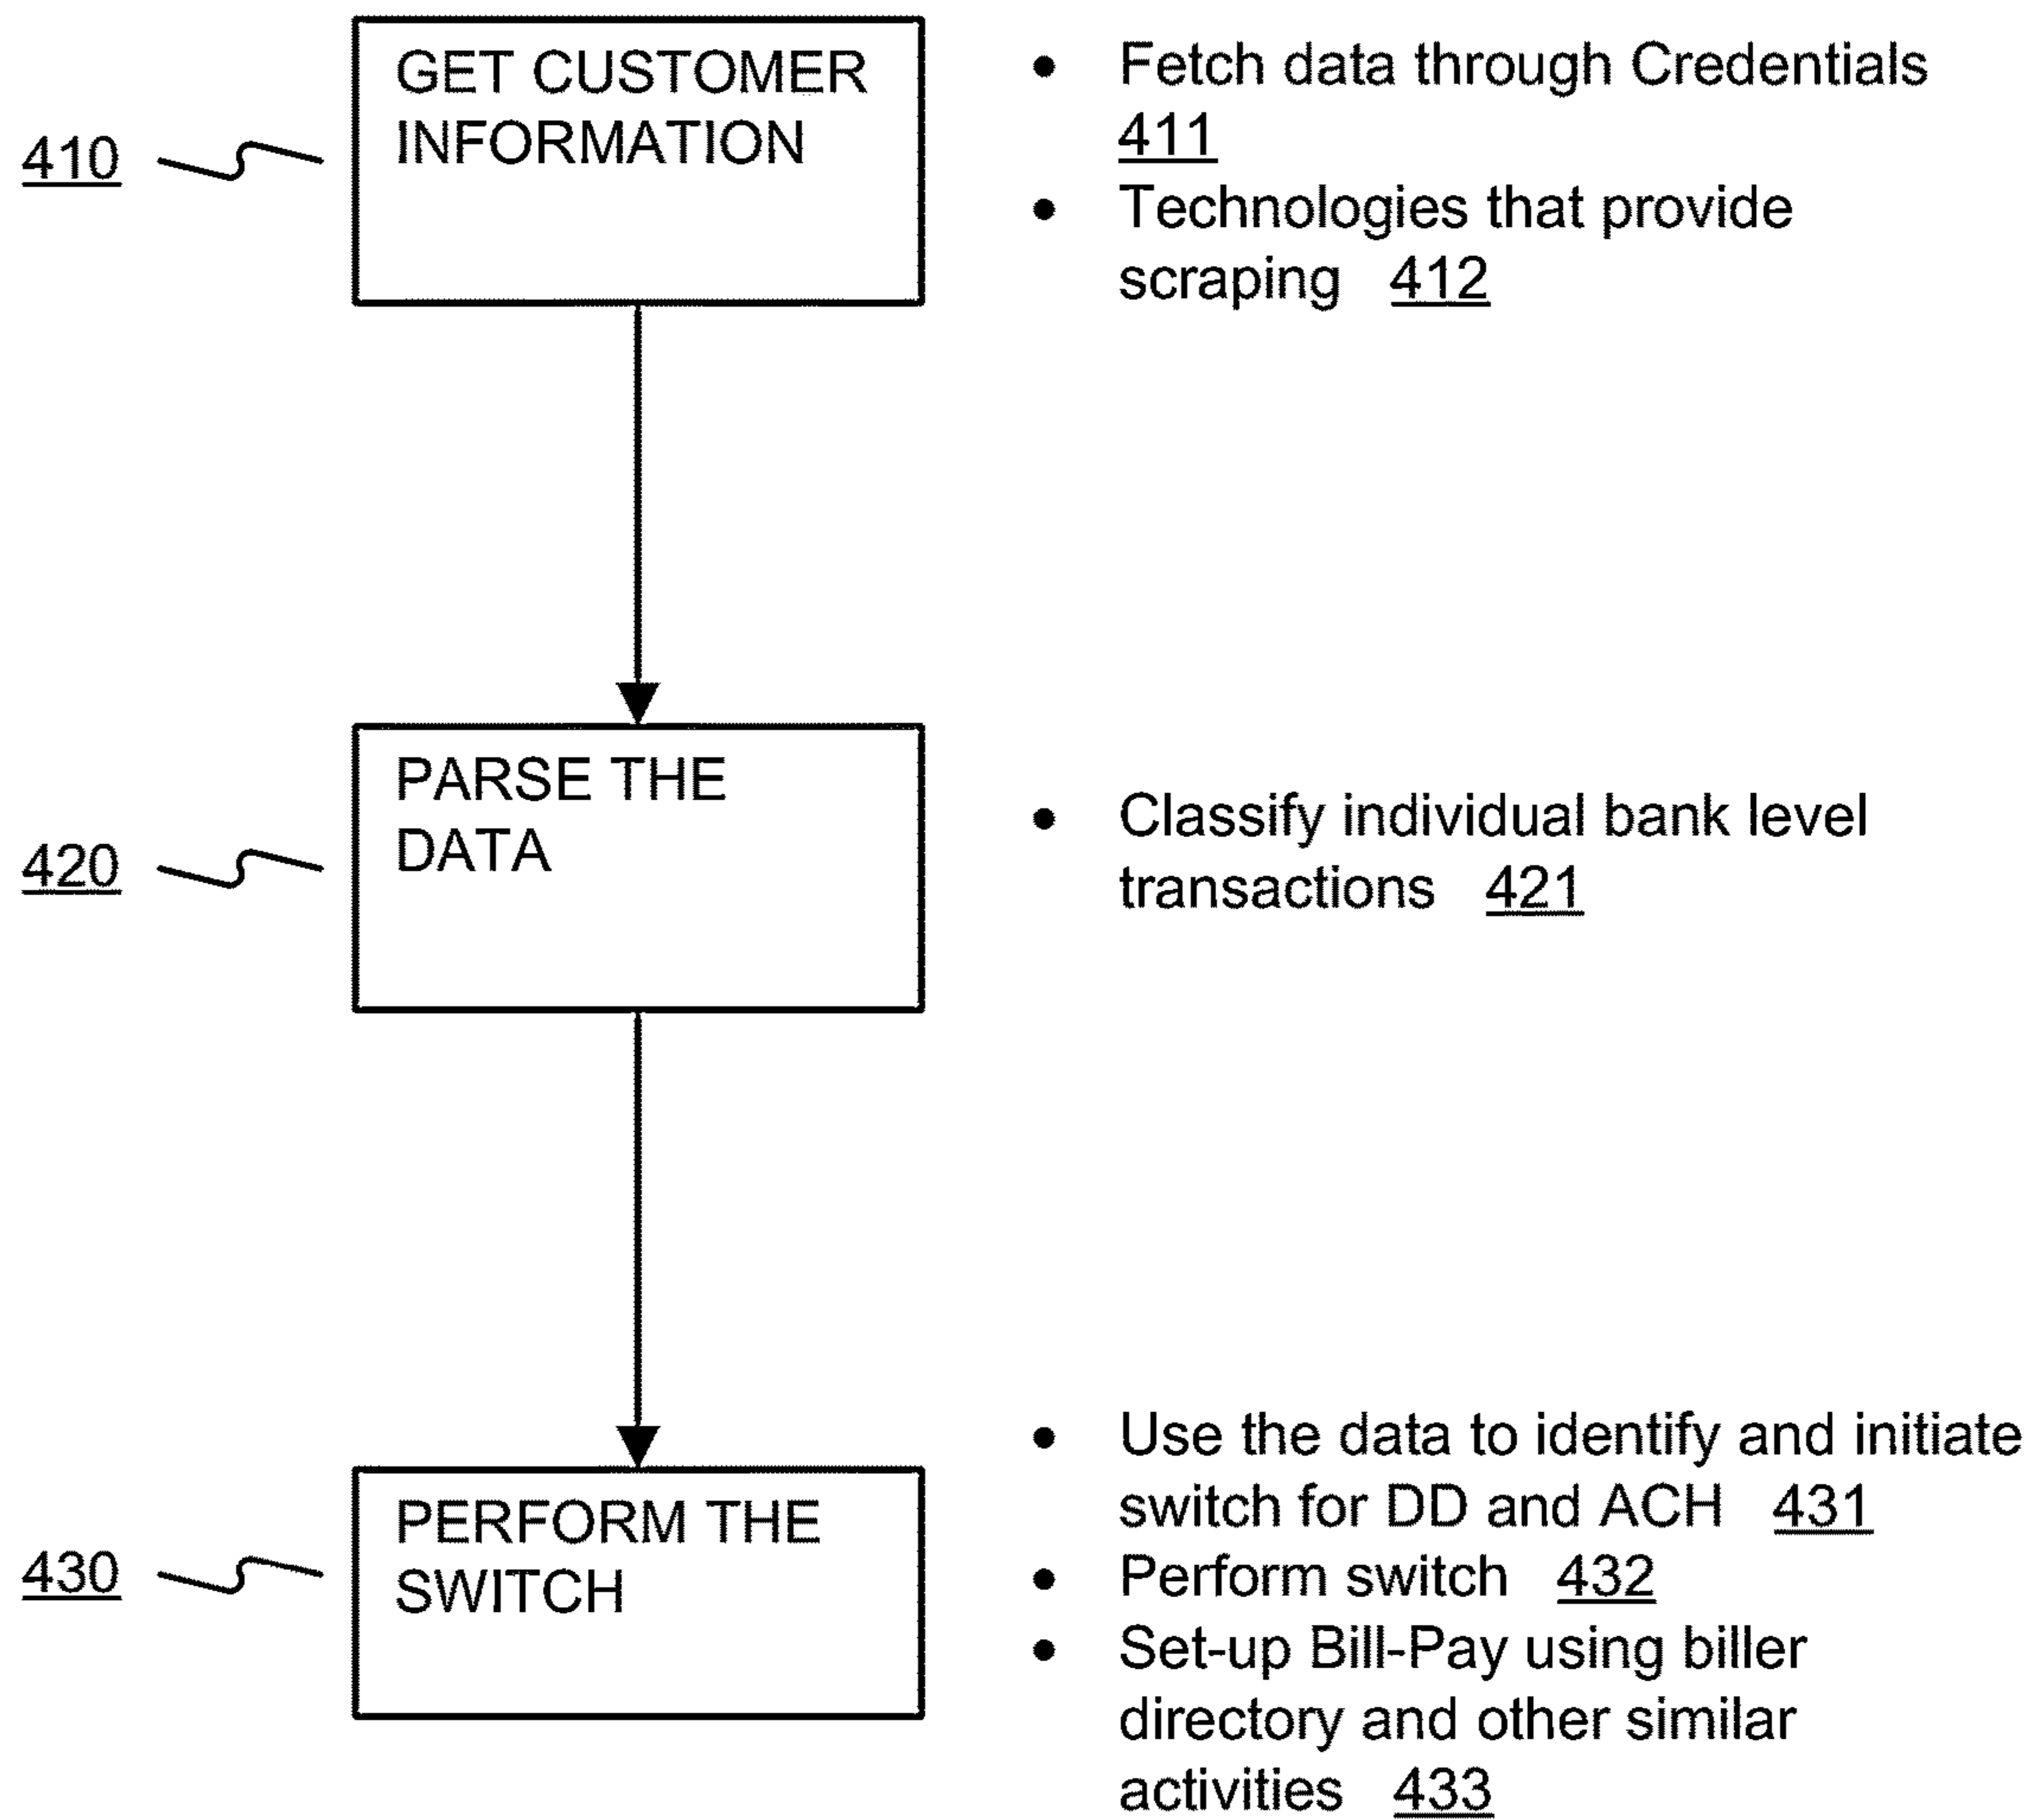 GET CUSTOMER
INFORMATION
410
• Fetch data through Credentials
411
• Technologies that provide
scraping 412
PARSE THE
DATA
420
• Classify individual bank level
transactions 421
PERFORM THE
SWITCH
430
• Use the data to identify and initiate
switch for DD and ACH 431
• Perform switch 432
• Set-up Bill-Pay using biller
directory and other similar
activities 433